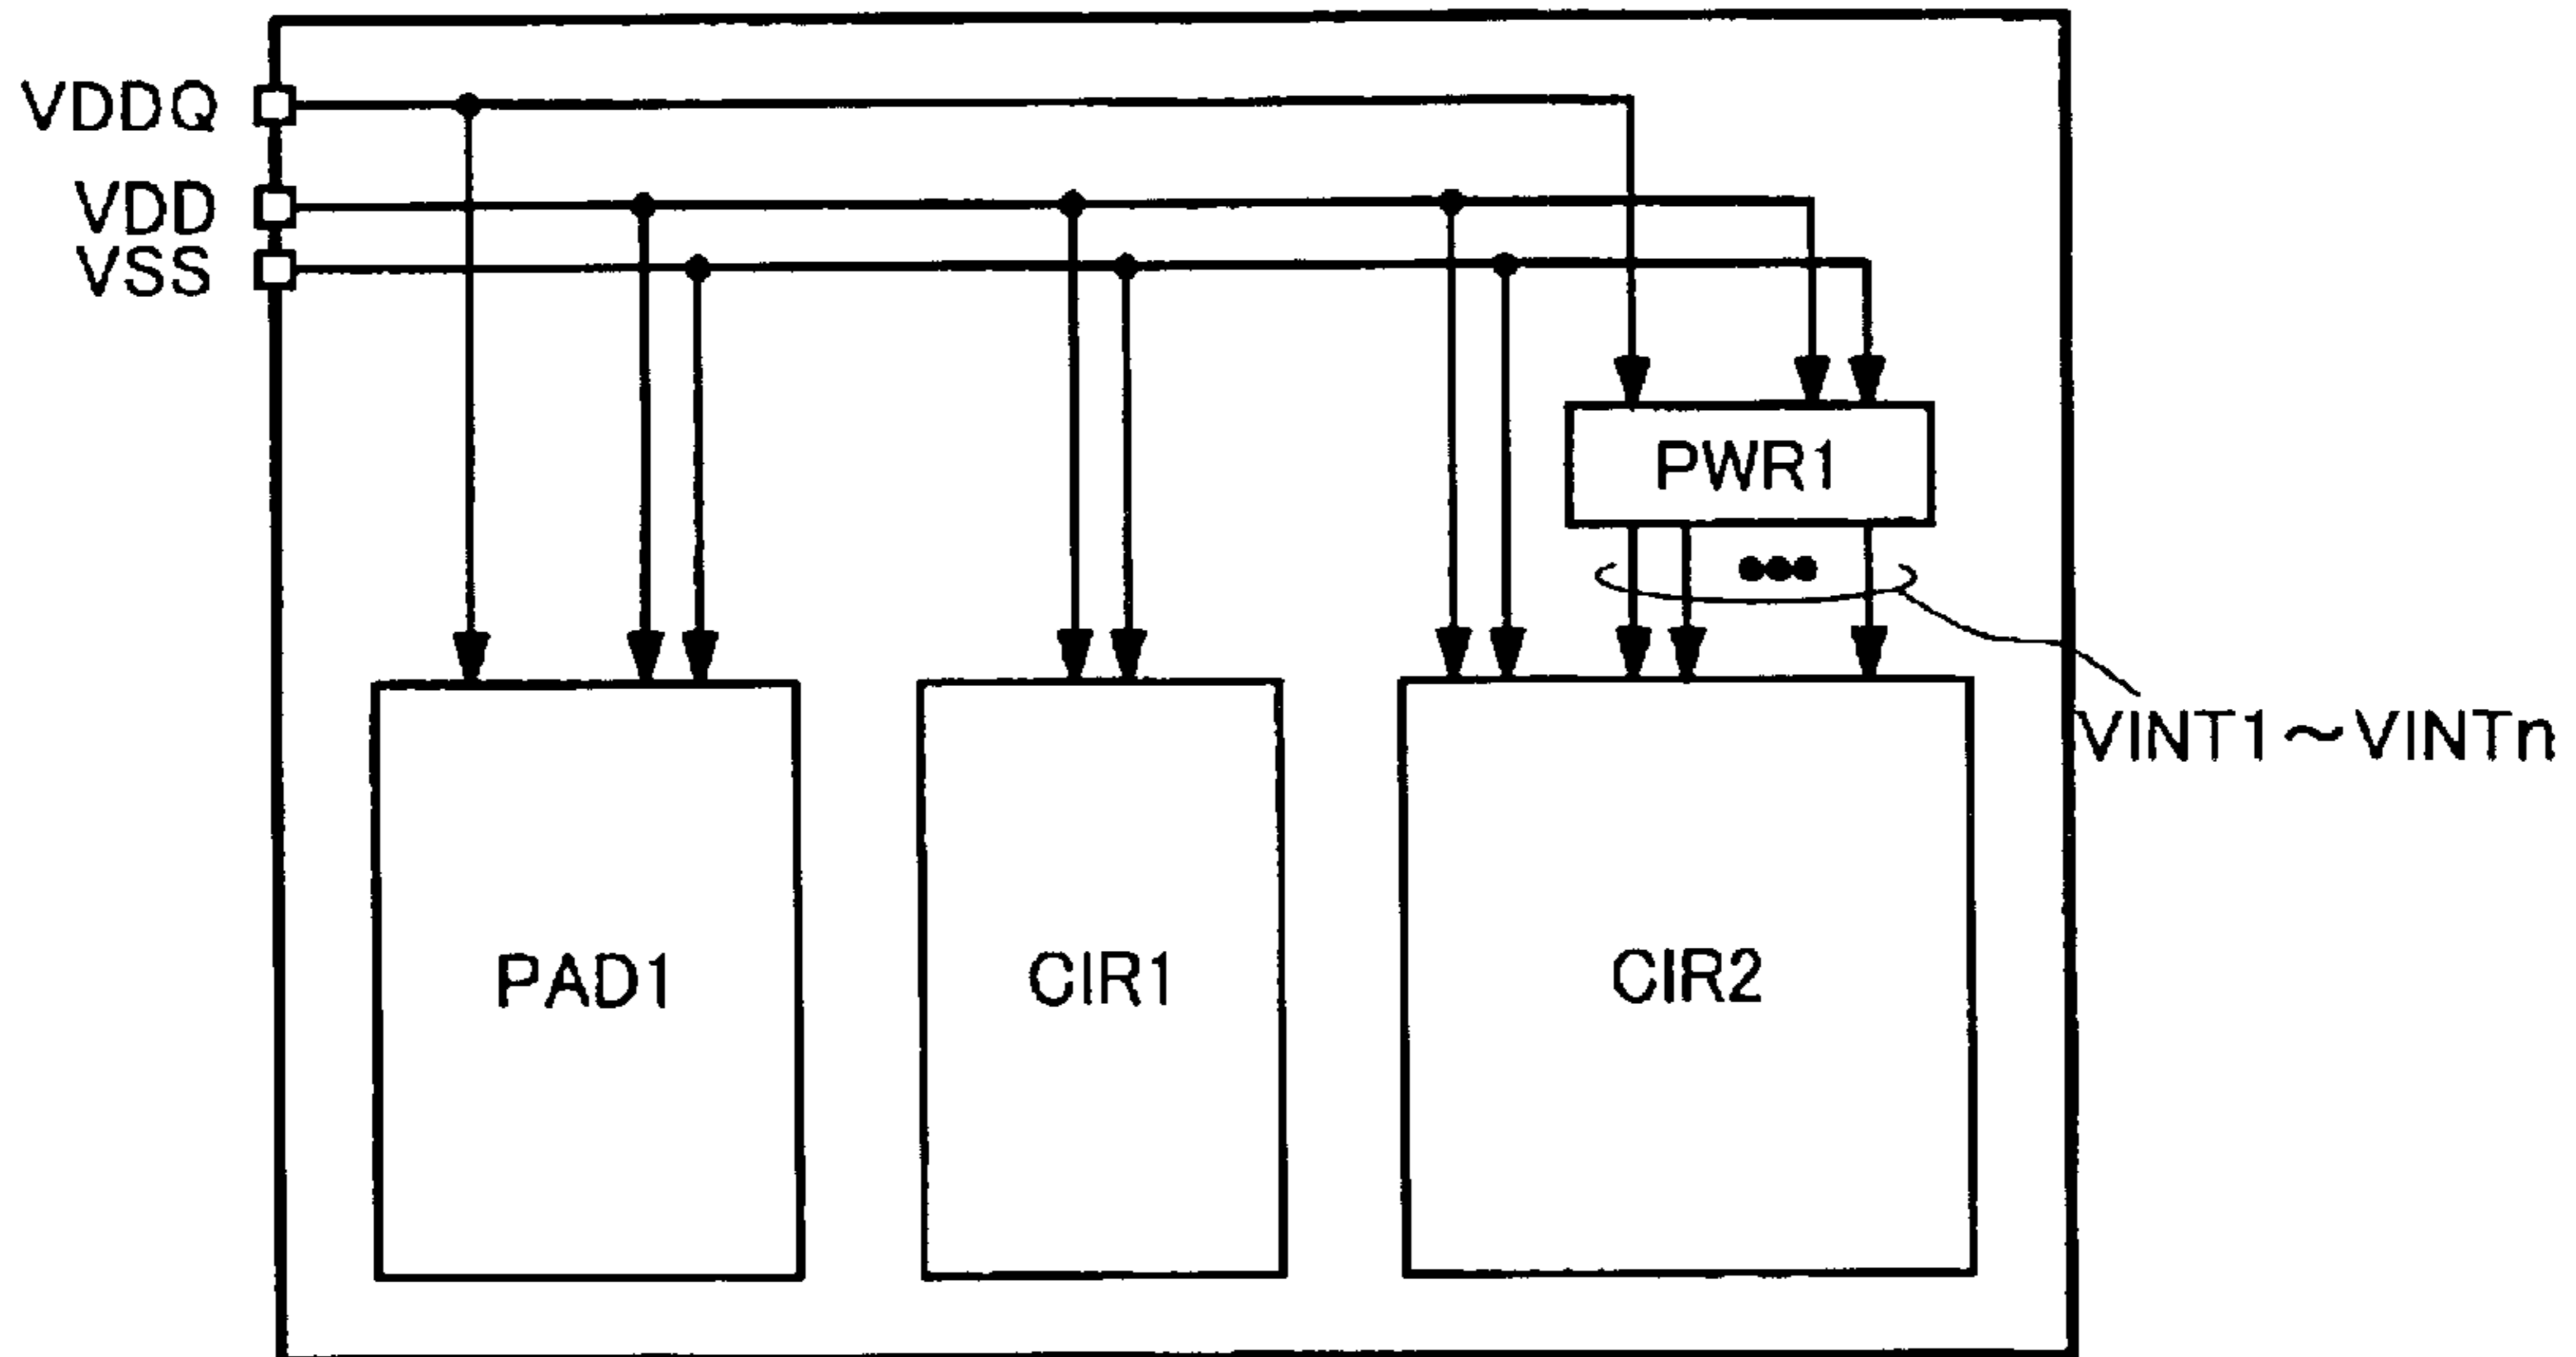 VDDQ
VDD
VSS
PWR1
VINT1～VINTn
PAD1
CIR1
CIR2